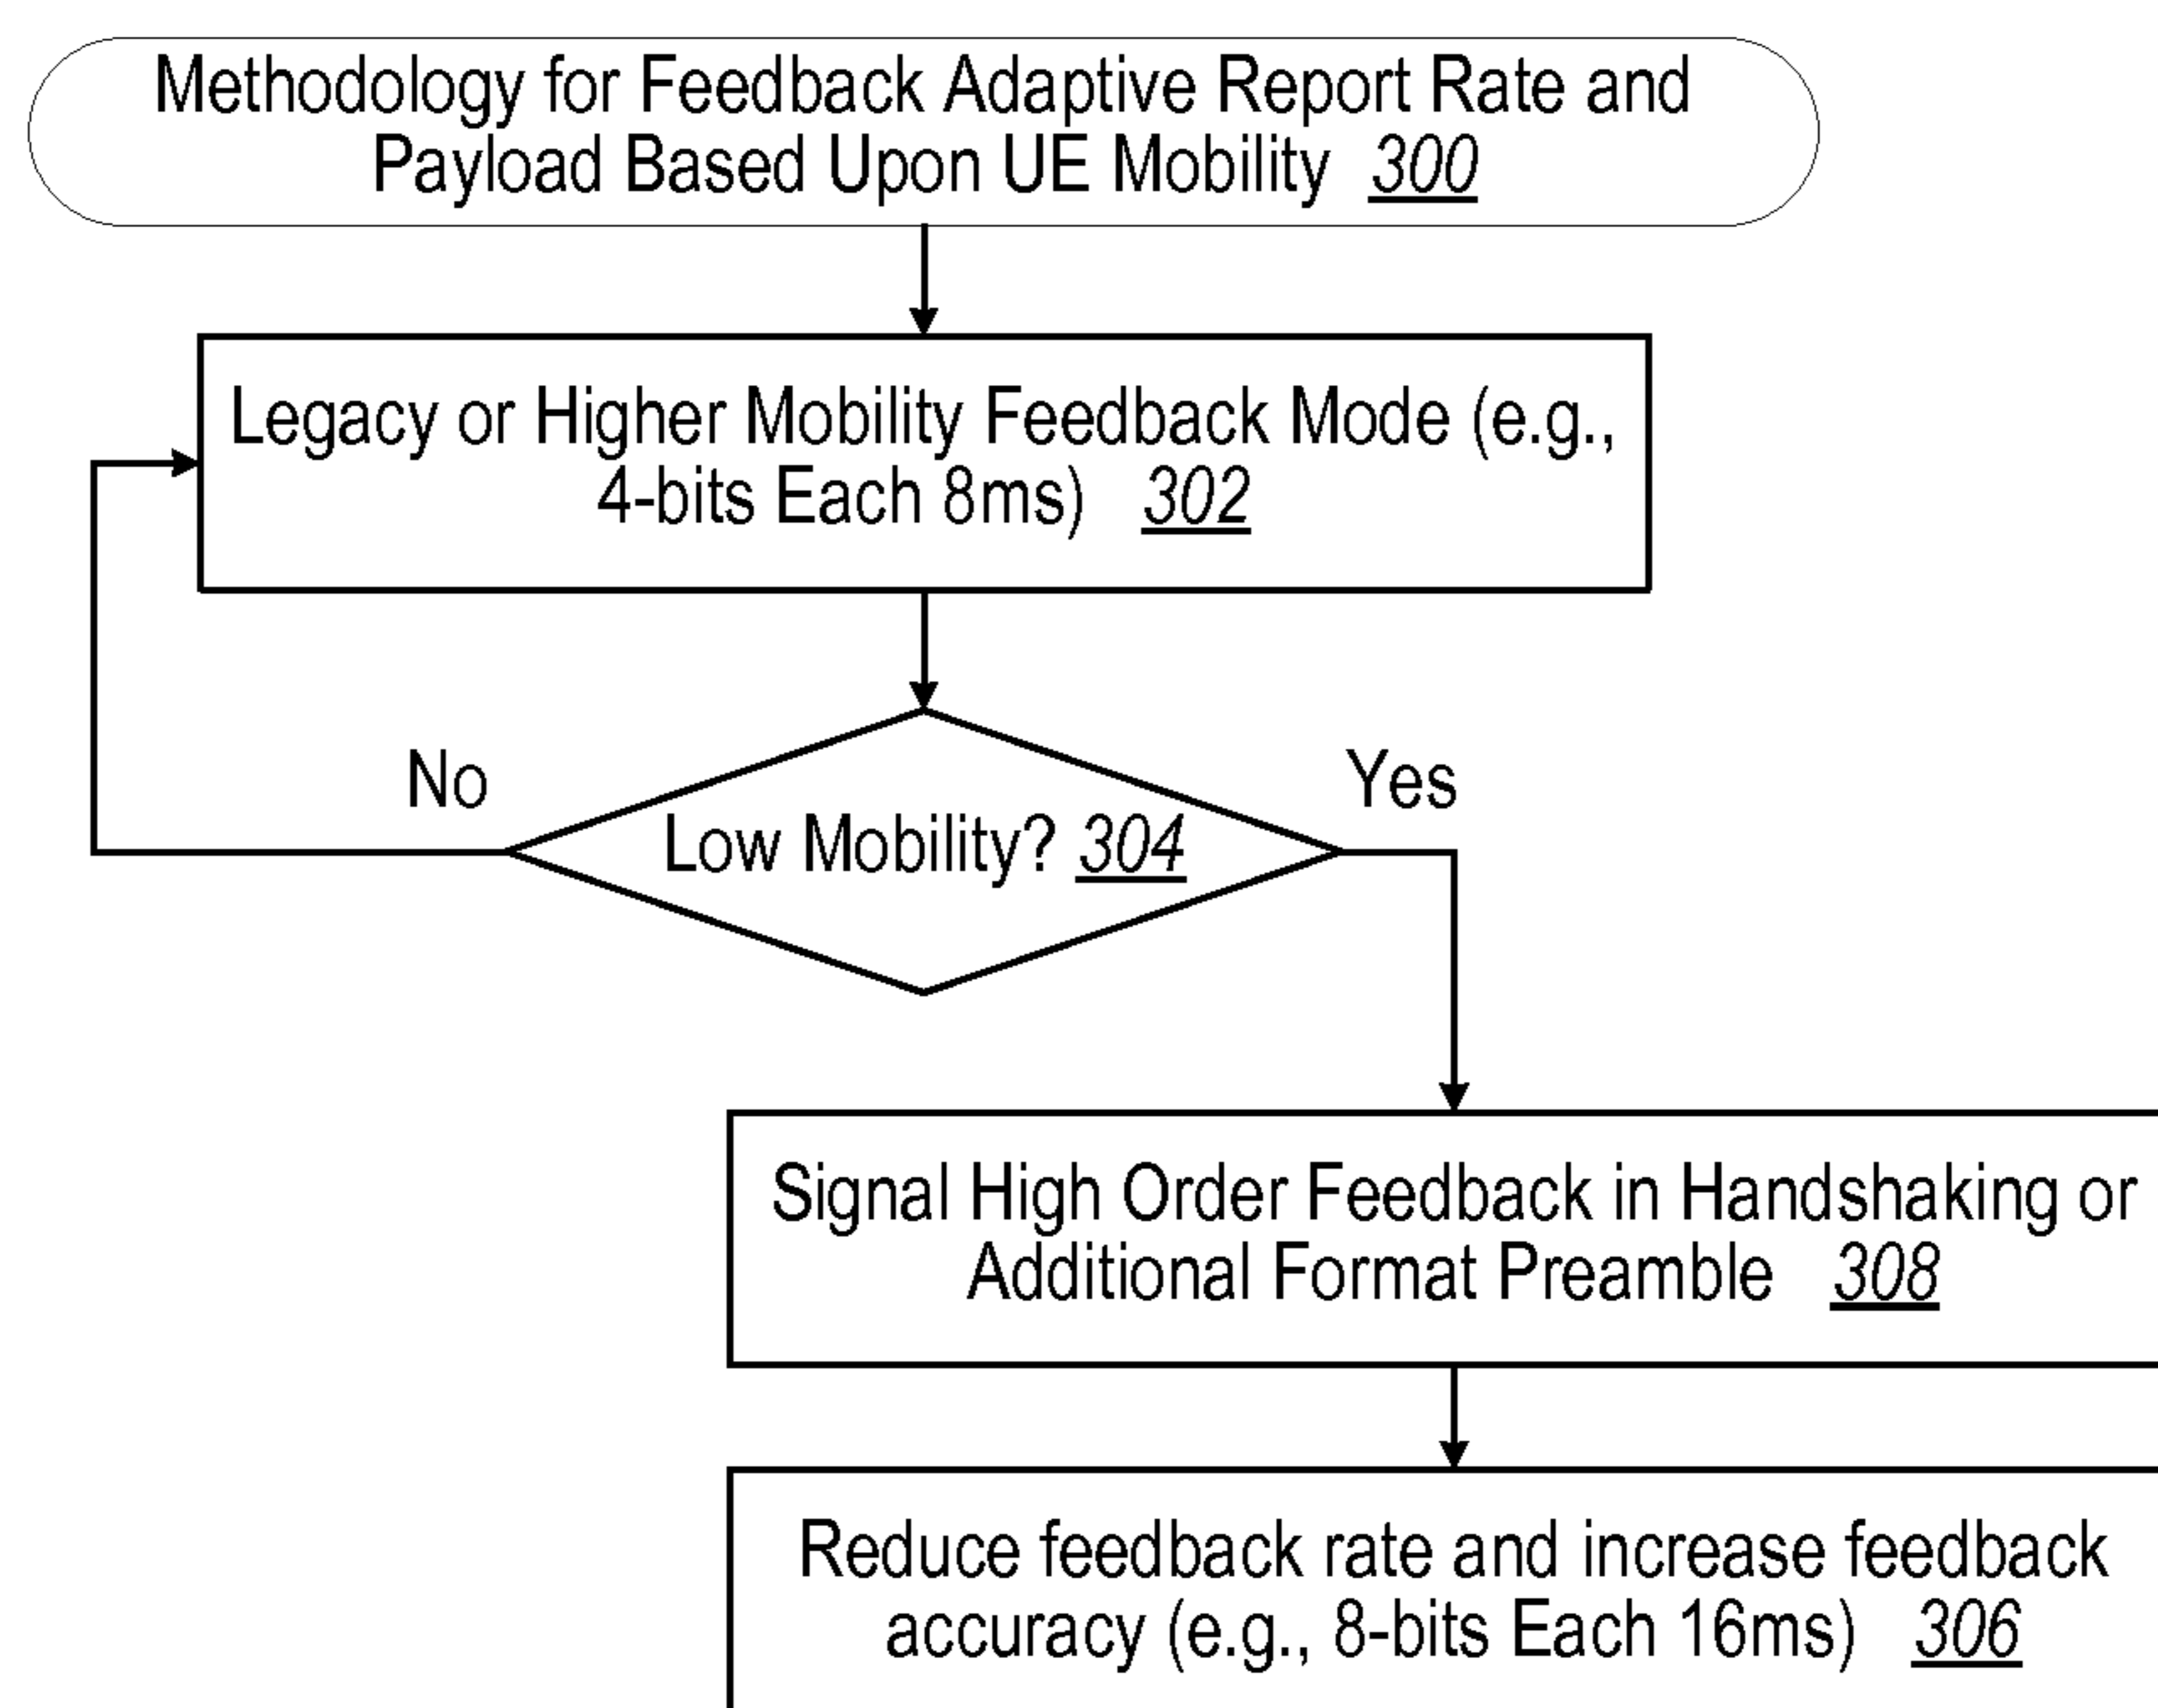 Methodology for Feedback Adaptive Report Rate and
Payload Based Upon UE Mobility 300
Legacy or Higher Mobility Feedback Mode (e.g.,
4-bits Each 8ms) 302
No
Yes
Low Mobility? 304
Signal High Order Feedback in Handshaking or
Additional Format Preamble 308
Reduce feedback rate and increase feedback
accuracy (e.g., 8-bits Each 16ms) 306